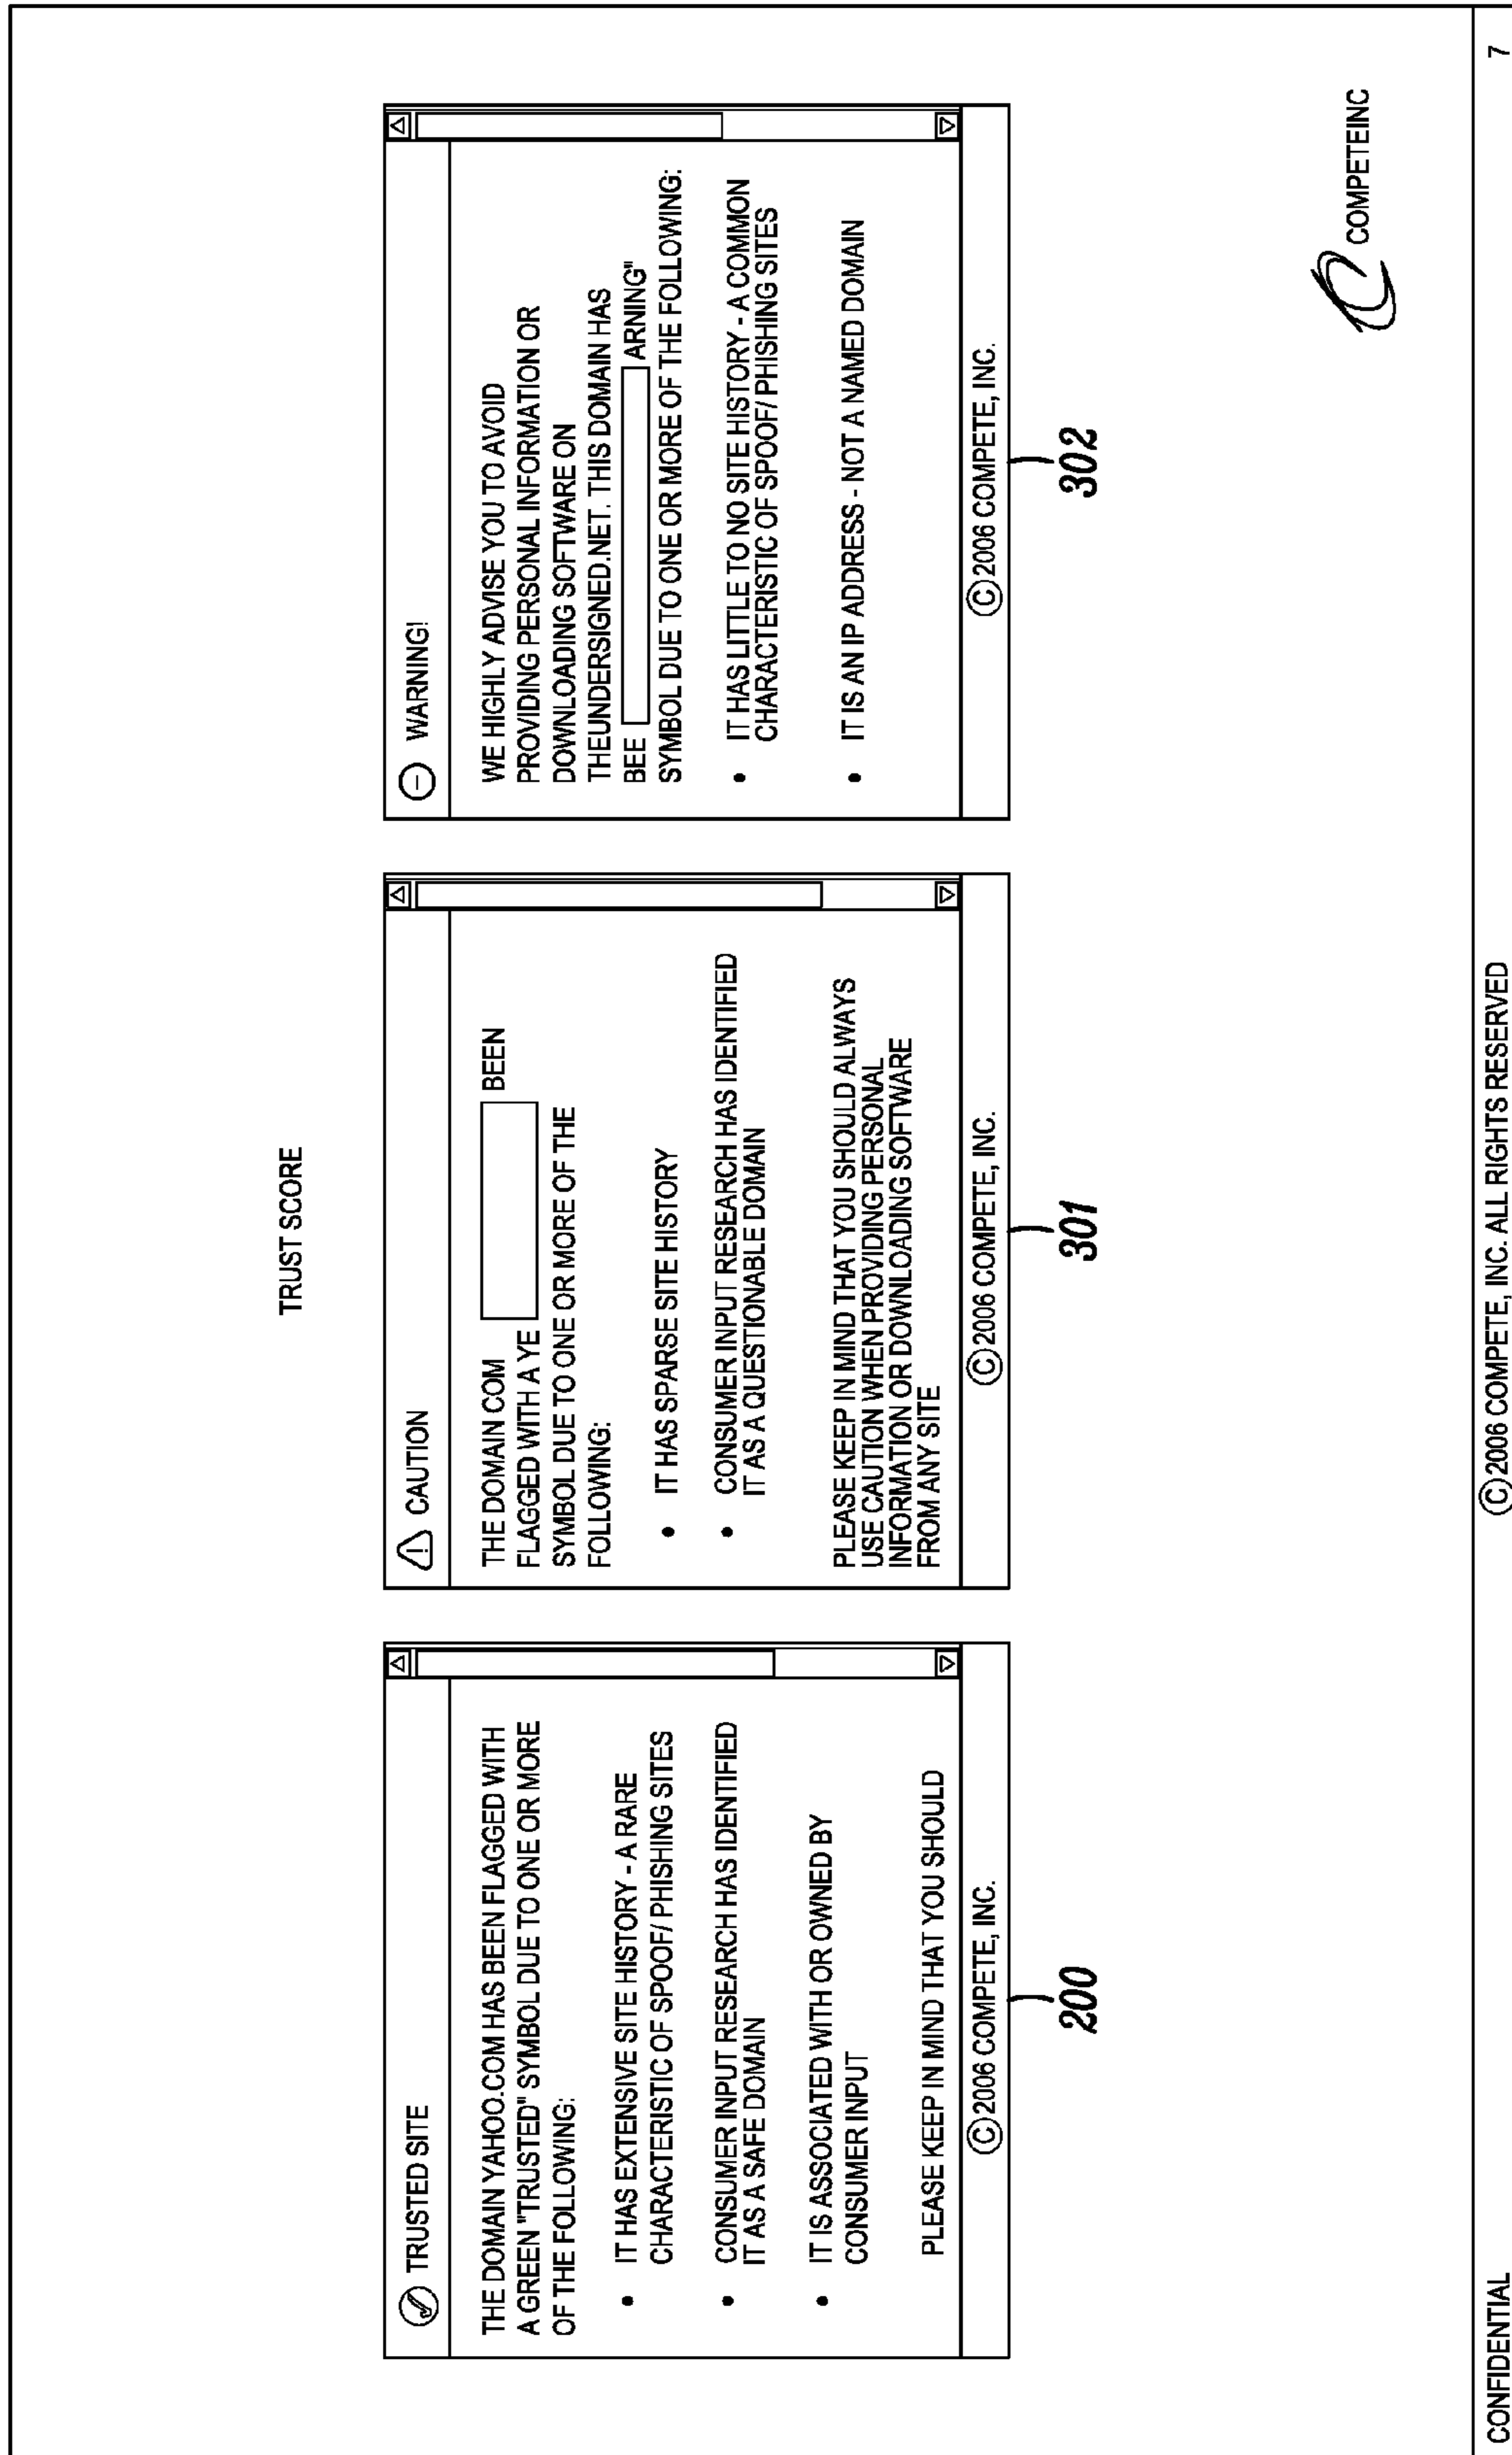 TRUST SCORE
TRUSTED SITE
THE DOMAIN YAHOO.COM HAS BEEN FLAGGED WITH
A GREEN "TRUSTED" SYMBOL DUE TO ONE OR MORE
OF THE FOLLOWING:
• IT HAS EXTENSIVE SITE HISTORY - A RARE
CHARACTERISTIC OF SPOOF/ PHISHING SITES
• CONSUMER INPUT RESEARCH HAS IDENTIFIED
IT AS A SAFE DOMAIN
• IT IS ASSOCIATED WITH OR OWNED BY
CONSUMER INPUT
PLEASE KEEP IN MIND THAT YOU SHOULD
©2006 COMPETE, INC.
200
CAUTION
THE DOMAIN COM BEEN
FLAGGED WITH A YE
SYMBOL DUE TO ONE OR MORE OF THE
FOLLOWING:
• IT HAS SPARSE SITE HISTORY
• CONSUMER INPUT RESEARCH HAS IDENTIFIED
IT AS A QUESTIONABLE DOMAIN
PLEASE KEEP IN MIND THAT YOU SHOULD ALWAYS
USE CAUTION WHEN PROVIDING PERSONAL
INFORMATION OR DOWNLOADING SOFTWARE
FROM ANY SITE
©2006 COMPETE, INC.
301
WARNING!
WE HIGHLY ADVISE YOU TO AVOID
PROVIDING PERSONAL INFORMATION OR
DOWNLOADING SOFTWARE ON
THEUNDERSIGNED.NET. THIS DOMAIN HAS
BEE ARNING"
SYMBOL DUE TO ONE OR MORE OF THE FOLLOWING:
• IT HAS LITTLE TO NO SITE HISTORY - A COMMON
CHARACTERISTIC OF SPOOF/ PHISHING SITES
• IT IS AN IP ADDRESS - NOT A NAMED DOMAIN
©2006 COMPETE, INC.
302
COMPETEINC
CONFIDENTIAL
©2006 COMPETE, INC. ALL RIGHTS RESERVED
7